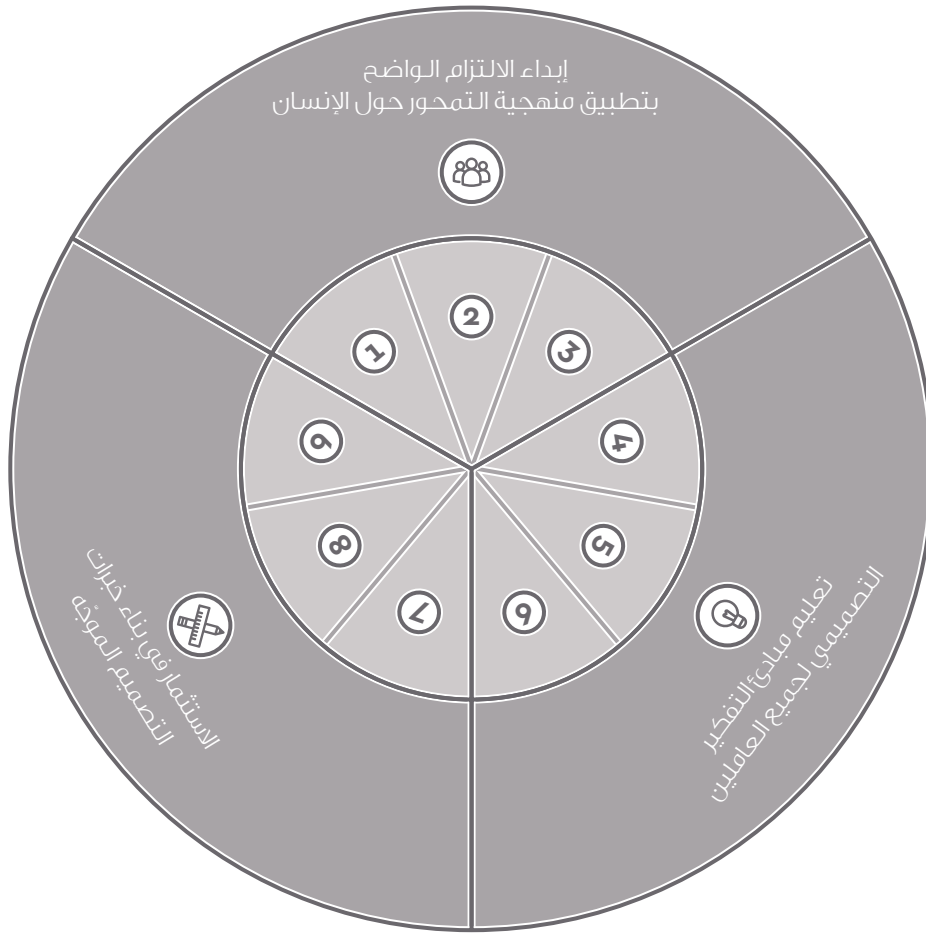 إبداء الالتزام الواضح
بتطبيق منهجية التمحور حول الإنسان
1
2
3
4
5
6
7
8
9
تعليم مبادئ التفكير
التصميمي لجميع العاملين
الاستثمار في بناء خبرات
التصميم الموجّه